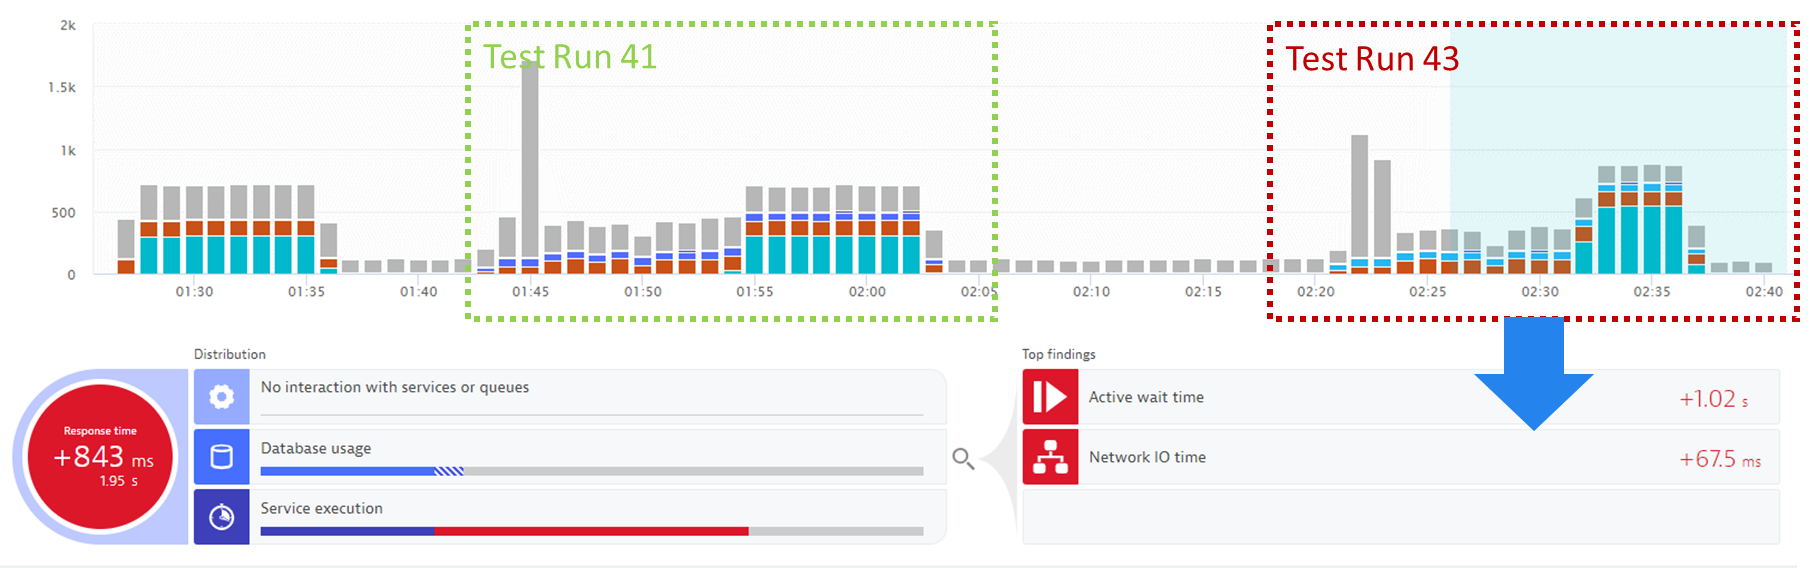 2k
1.5k
1k
500
0
Test Run 41
Test Run 43
01:30 01:35 01:40 01:45 01:50 01:55 02:00 02:05 02:10 02:15 02:20 02:25 02:30 02:35 02:40
Distribution
Response time
+843 ms
1.95 s
No interaction with services or queues
Database usage
Service execution
Top findings
Active wait time +1.02 s
Network IO time +67.5 ms